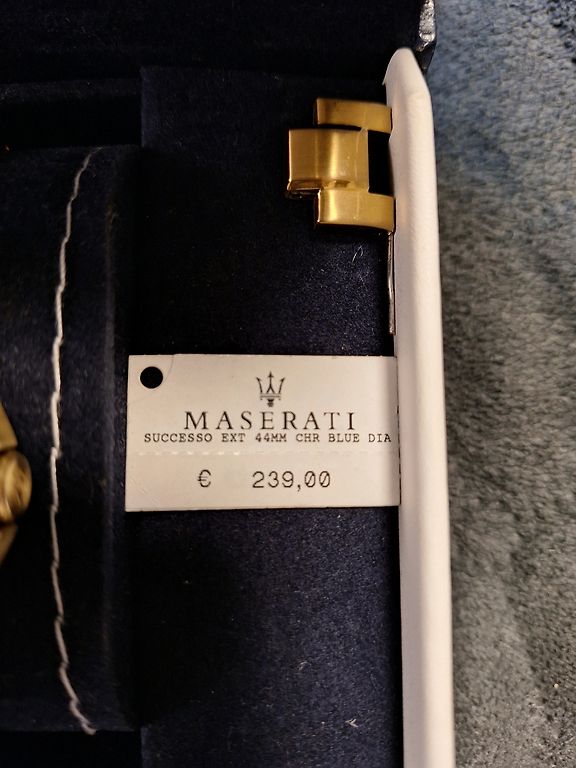 MASERATI
SUCCESSO EXT 44MM CHR BLUE DIA
€ 239,00